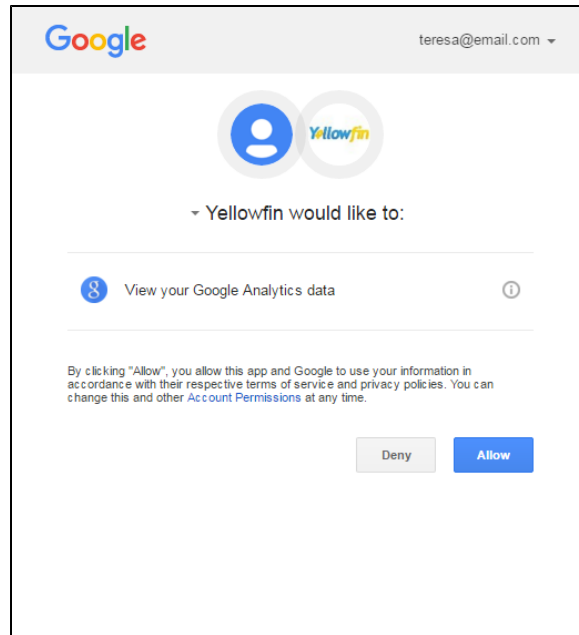 Google
teresa@email.com
Yellowfin
Yellowfin would like to:
8
View your Google Analytics data
i
By clicking "Allow", you allow this app and Google to use your information in
accordance with their respective terms of service and privacy policies. You can
change this and other Account Permissions at any time.
Deny Allow